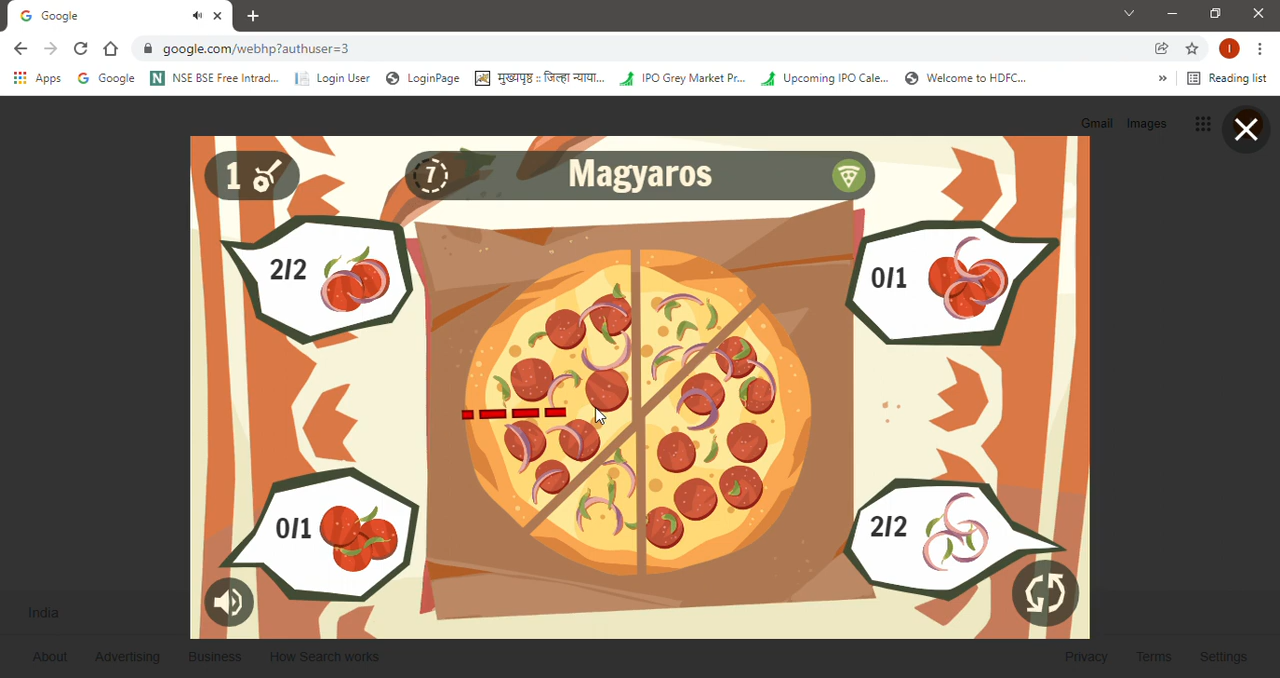 Google
google.com/webhp?authuser=3
Apps
Google
NSE BSE Free Intrad...
Login User
LoginPage
मुख्यपृष्ठ :: जिल्हा न्याया...
IPO Grey Market Pr...
Upcoming IPO Cale...
Welcome to HDFC...
»
Reading list
I
Gmail
Images
1
7
Magyaros
2/2
0/1
0/1
2/2
India
About
Advertising
Business
How Search works
Privacy
Terms
Settings